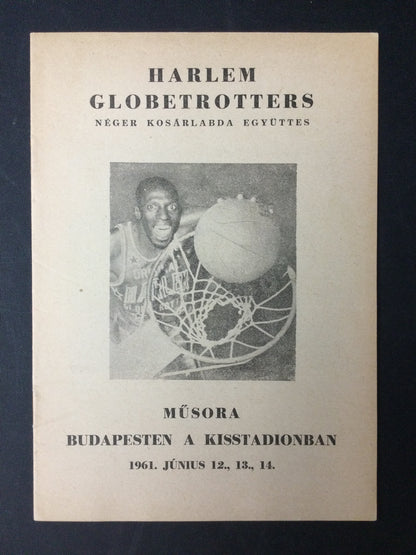 HARLEM
GLOBETROTTERS
NÉGER KOSÁRLABDA EGYÜTTES
MŰSORA
BUDAPESTEN A KISSTADIONBAN
1961. JÚNIUS 12., 13., 14.